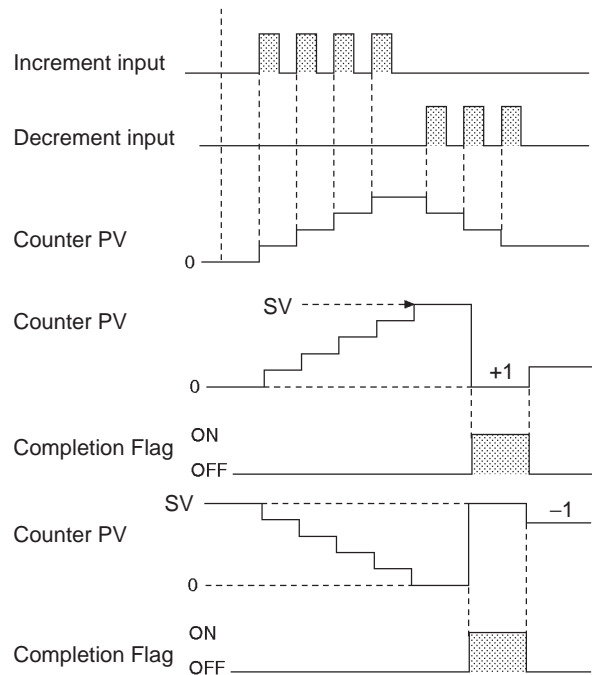 Increment input
Decrement input
Counter PV
0
SV
Counter PV
+1
0
ON
Completion Flag
OFF
SV
–1
Counter PV
0
ON
Completion Flag
OFF